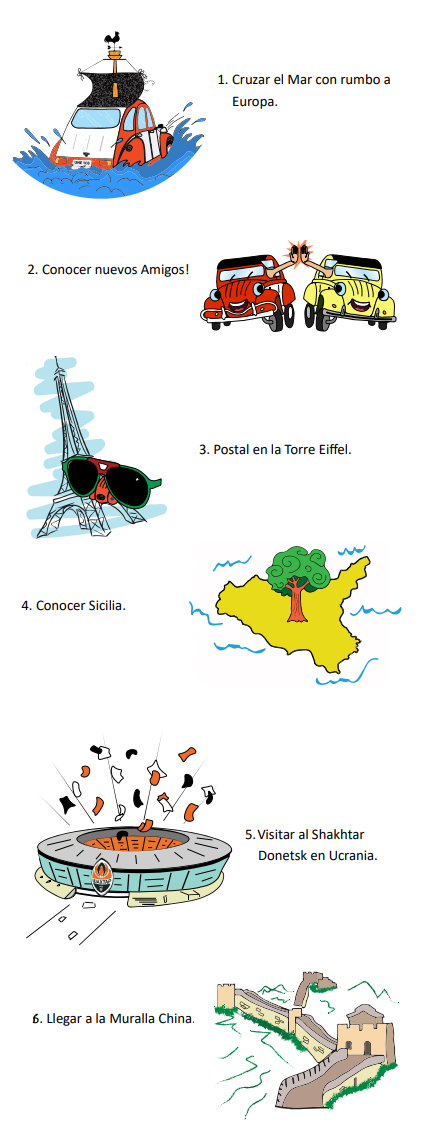 1. Cruzar el Mar con rumbo a
Europa.
2. Conocer nuevos Amigos!
3. Postal en la Torre Eiffel.
4. Conocer Sicilia.
5. Visitar al Shakhtar
Donetsk en Ucrania.
6. Llegar a la Muralla China.